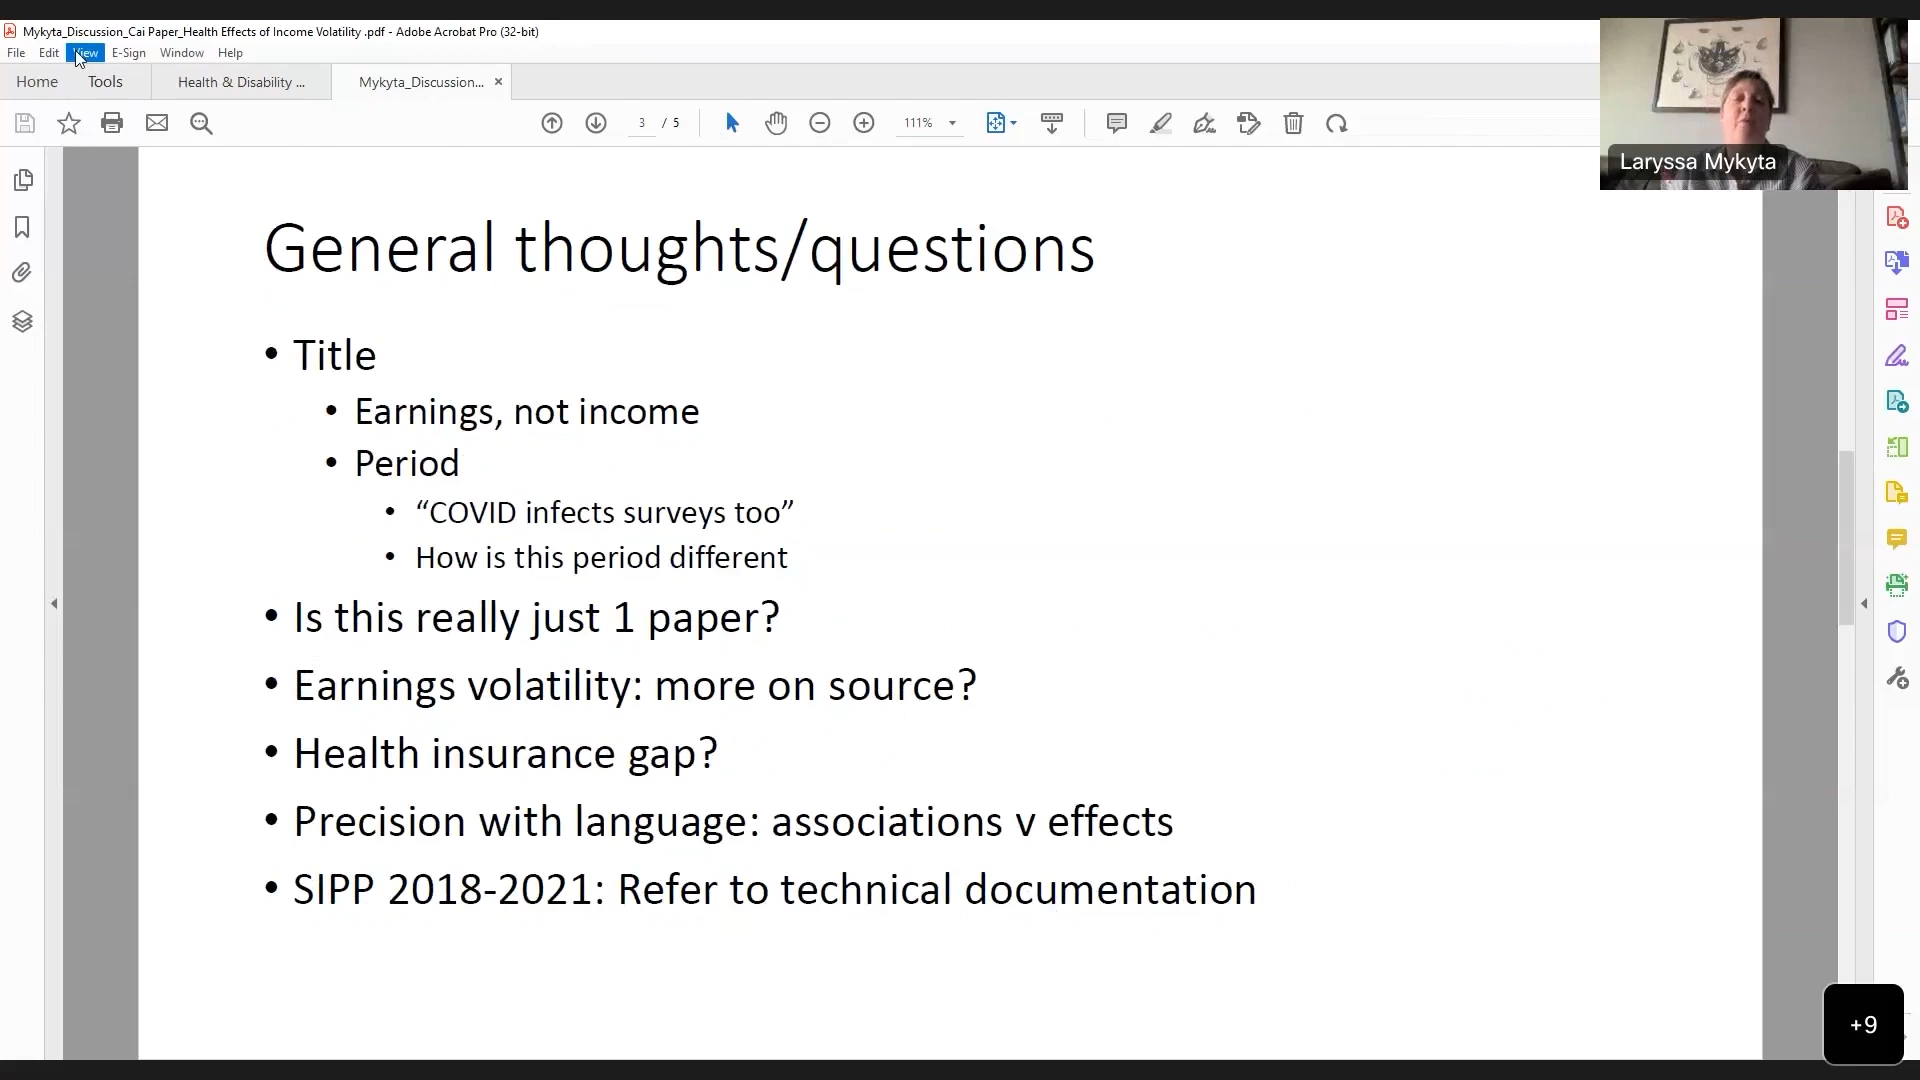 Mykyta_Discussion_Cai Paper_Health Effects of Income Volatility .pdf - Adobe Acrobat Pro (32-bit)
File Edit View E-Sign Window Help
Home Tools Health & Disability ... Mykyta_Discussion... ×
3 / 5 111%
Laryssa Mykyta
General thoughts/questions
• Title
• Earnings, not income
• Period
• “COVID infects surveys too”
• How is this period different
• Is this really just 1 paper?
• Earnings volatility: more on source?
• Health insurance gap?
• Precision with language: associations v effects
• SIPP 2018-2021: Refer to technical documentation
+9